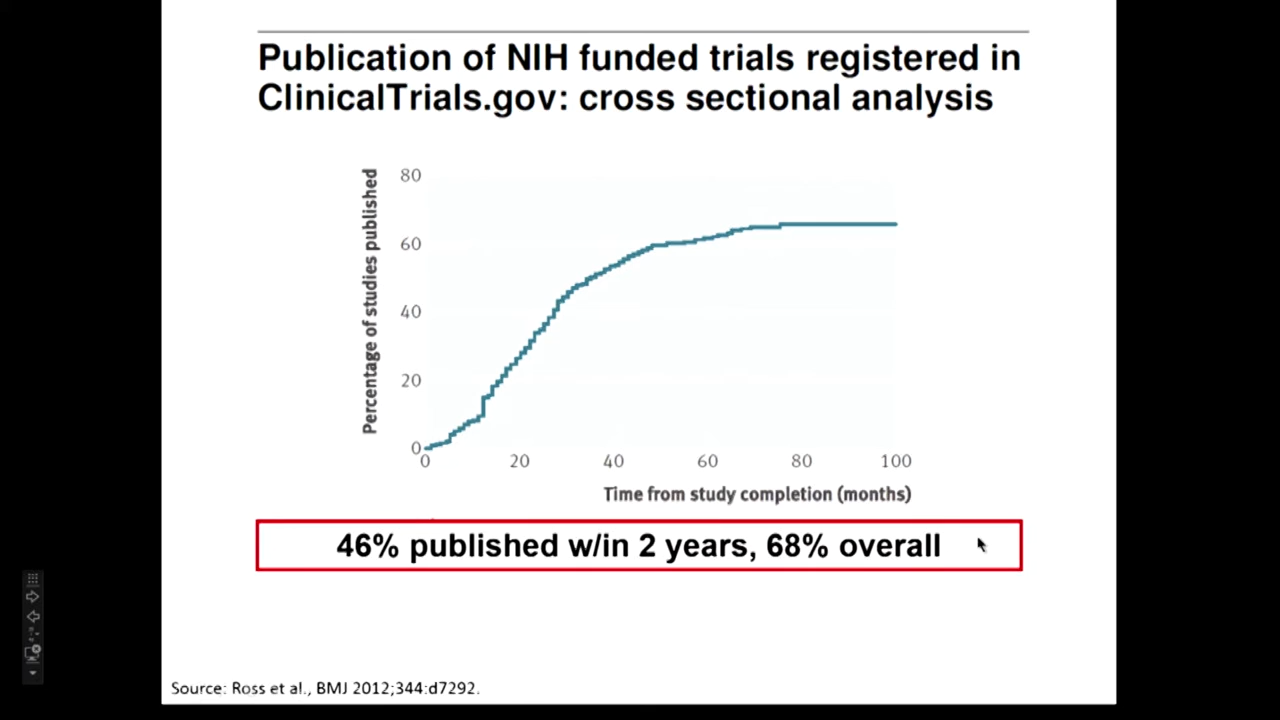 Publication of NIH funded trials registered in
ClinicalTrials.gov: cross sectional analysis
Percentage of studies published
80
60
40
20
0
0 20 40 60 80 100
Time from study completion (months)
46% published w/in 2 years, 68% overall
Source: Ross et al., BMJ 2012;344:d7292.